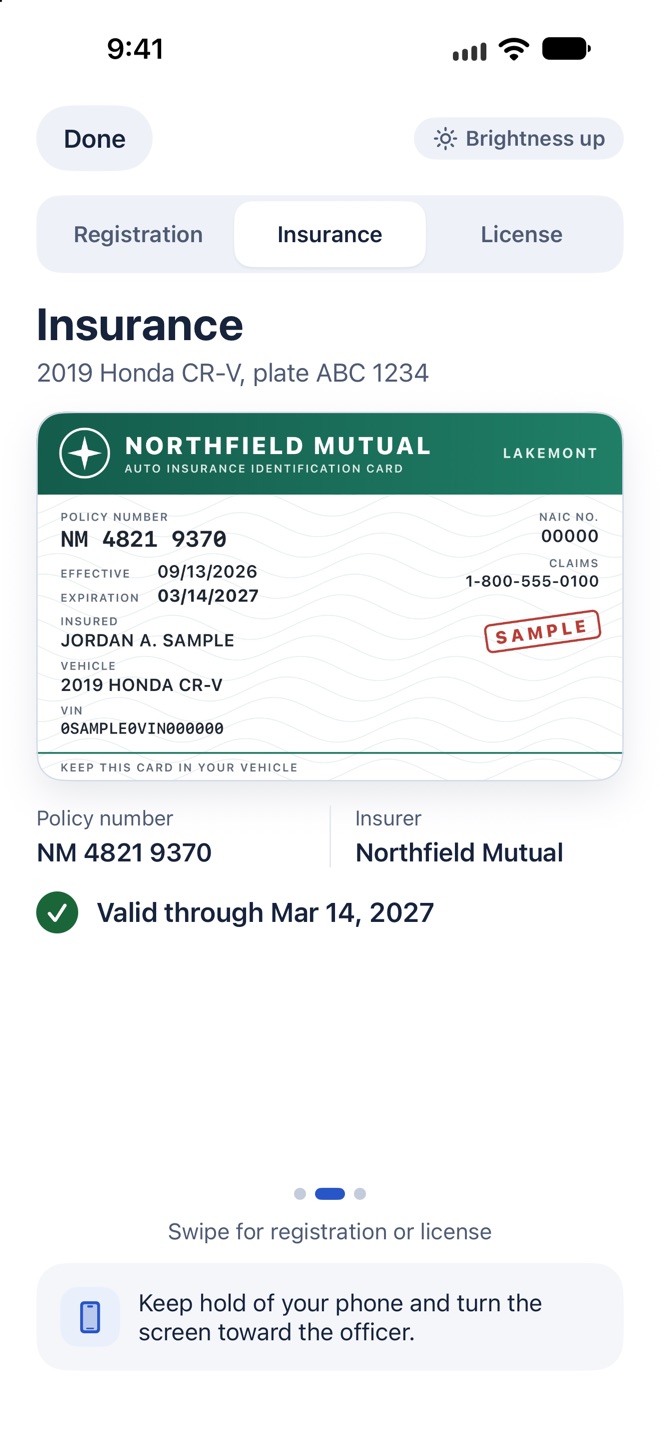 9:41
Done
Brightness up
Registration
Insurance
License
Insurance
2019 Honda CR-V, plate ABC 1234
NORTHFIELD MUTUAL
AUTO INSURANCE IDENTIFICATION CARD
LAKEMONT
POLICY NUMBER
NM 4821 9370
EFFECTIVE 09/13/2026
EXPIRATION 03/14/2027
INSURED
JORDAN A. SAMPLE
VEHICLE
2019 HONDA CR-V
VIN
0SAMPLE0VIN000000
NAIC NO.
00000
CLAIMS
1-800-555-0100
SAMPLE
KEEP THIS CARD IN YOUR VEHICLE
Policy number
NM 4821 9370
Insurer
Northfield Mutual
Valid through Mar 14, 2027
Swipe for registration or license
Keep hold of your phone and turn the
screen toward the officer.